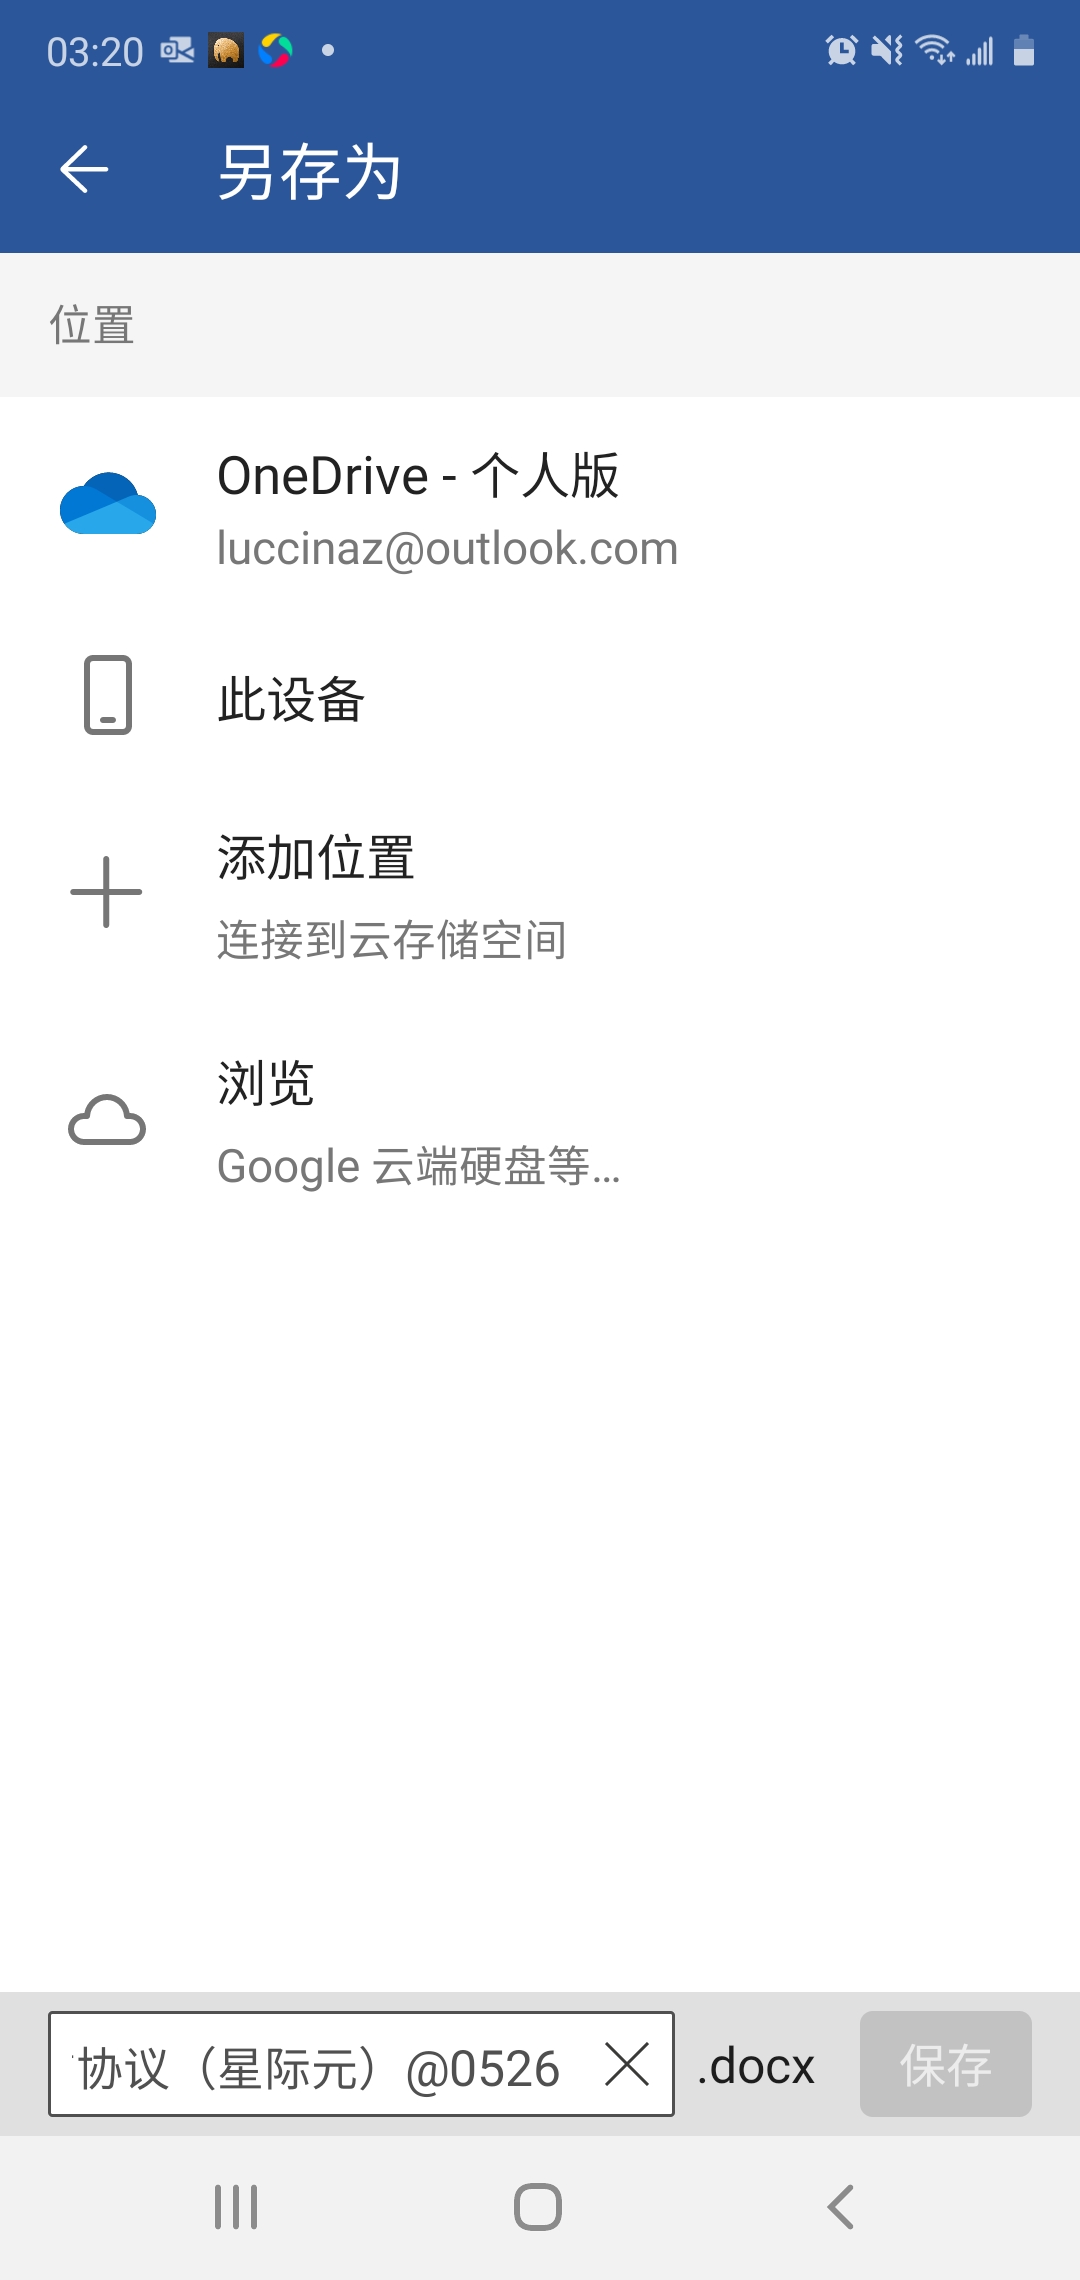 03:20
另存为
位置
OneDrive - 个人版
luccinaz@outlook.com
此设备
添加位置
连接到云存储空间
浏览
Google 云端硬盘等...
协议（星际元）@0526
.docx
保存